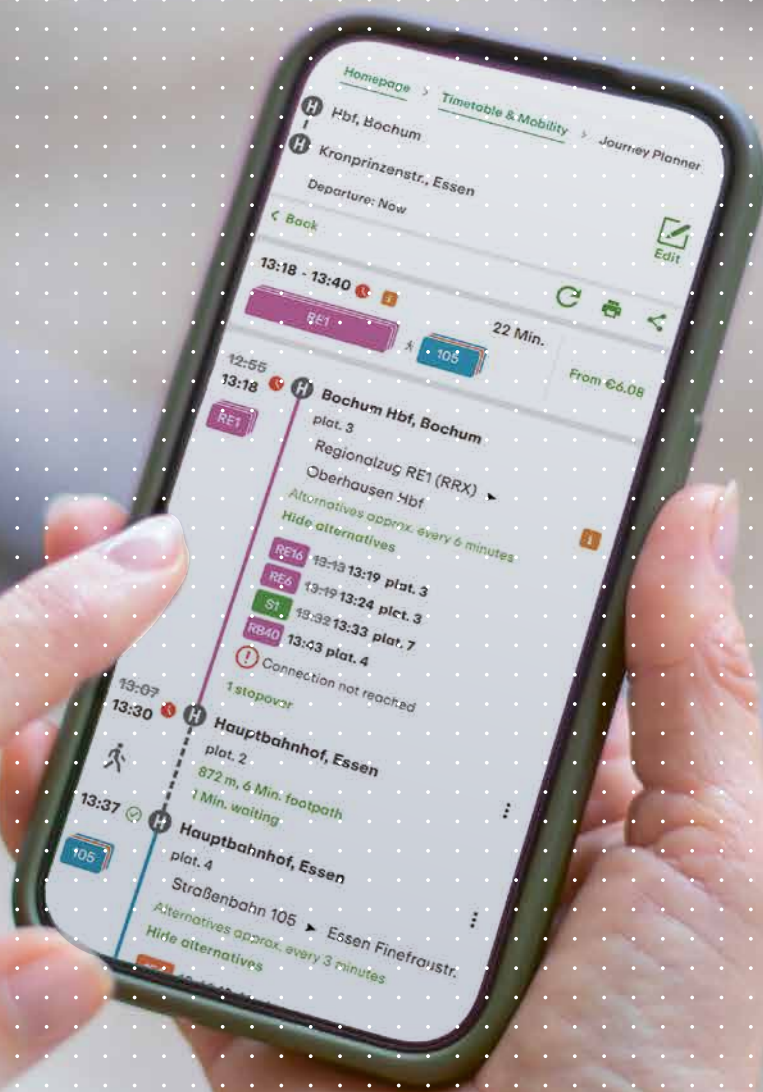 Homepage > Timetable & Mobility > Journey Planner
H Hbf, Bochum
H Kronprinzenstr., Essen
Departure: Now
Edit
< Back
13:18 - 13:40 i
22 Min.
From €6.08
RE1 105
12:55
13:18 H Bochum Hbf, Bochum
RE1 plat. 3
Regionalzug RE1 (RRX) ➤
Oberhausen Hbf
Alternatives approx. every 6 minutes i
Hide alternatives
RE16 13:13 13:19 plat. 3
RE6 13:19 13:24 plat. 3
S1 13:32 13:33 plat. 7
RB40 13:43 plat. 4
! Connection not reached
1 stopover
13:07
13:30 H Hauptbahnhof, Essen
plat. 2
872 m, 6 Min. footpath
1 Min. waiting
13:37 H Hauptbahnhof, Essen
105 plat. 4
Straßenbahn 105 ➤ Essen Finefraustr.
Alternatives approx. every 3 minutes
Hide alternatives